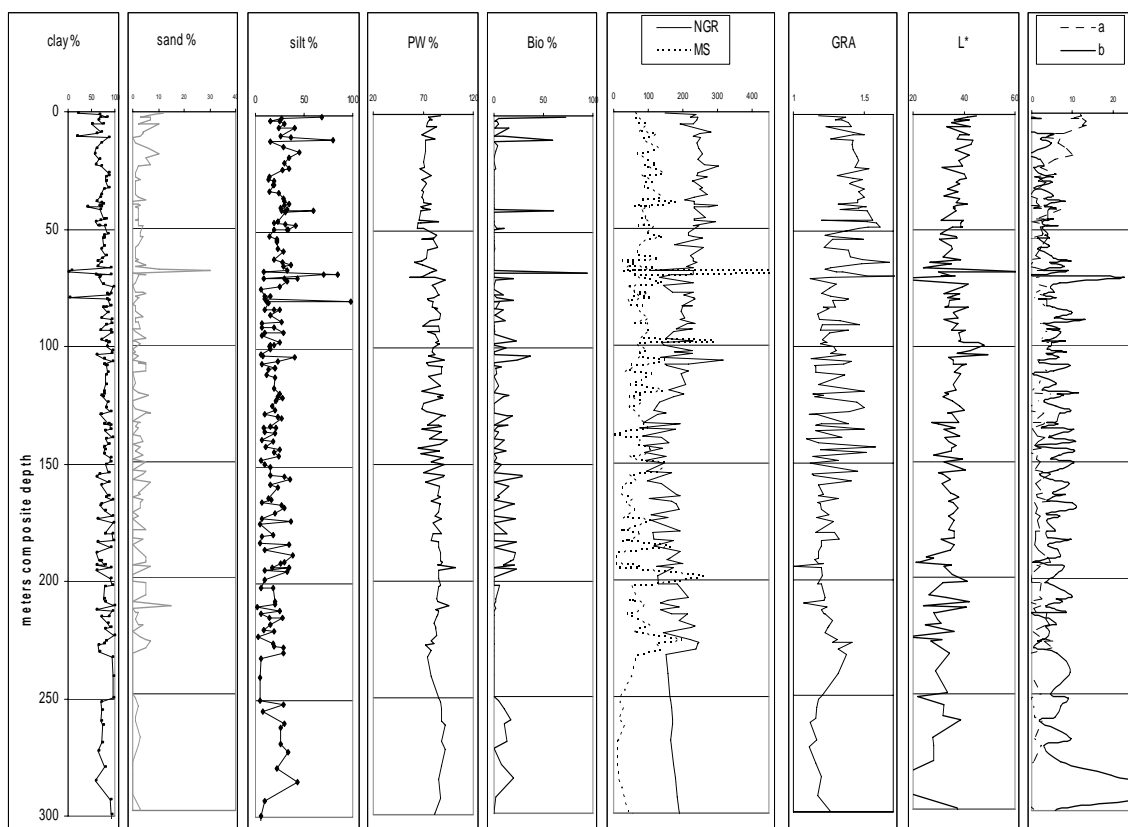 clay %
sand %
silt %
PW %
Bio %
NGR
MS
GRA
L*
a
b
0 50 100
0 10 20 30 40
0 50 100
20 70 120
0 50 100
0 100 200 300 400
1 1.5
20 40 60
0 10 20
0
50
100
150
200
250
300
meters composite depth